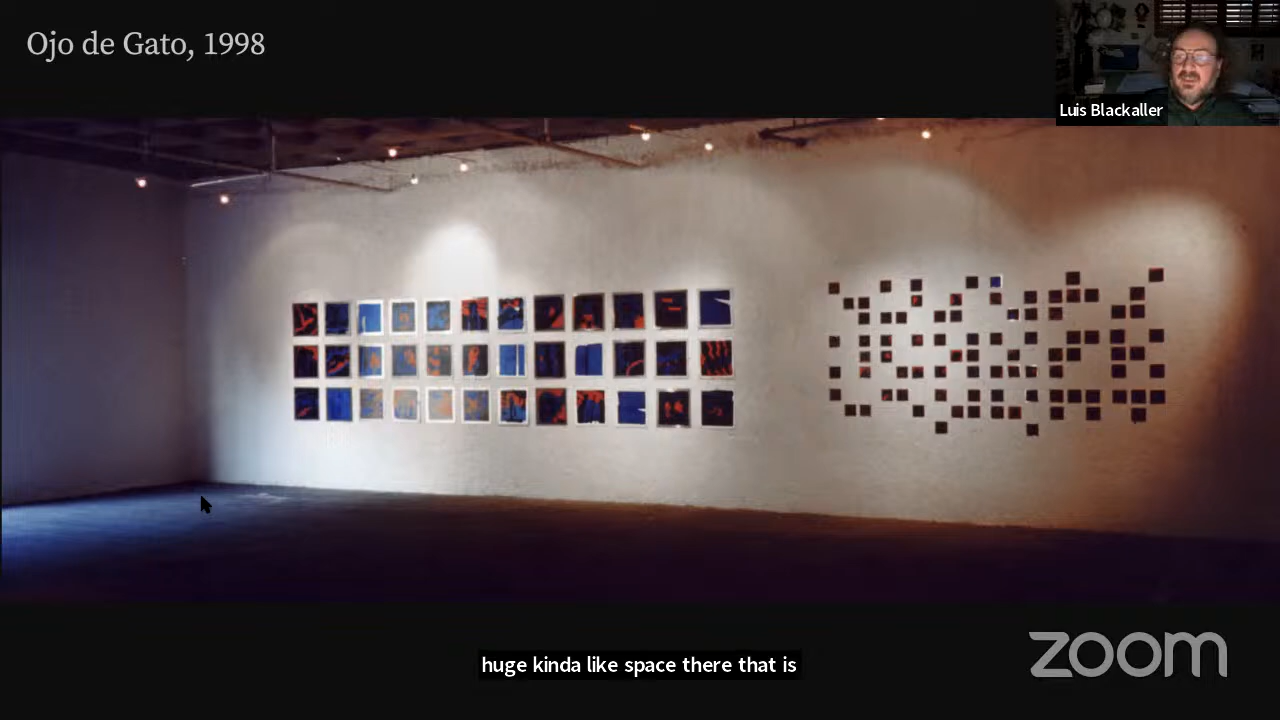 Ojo de Gato, 1998
Luis Blackaller
huge kinda like space there that is
zoom